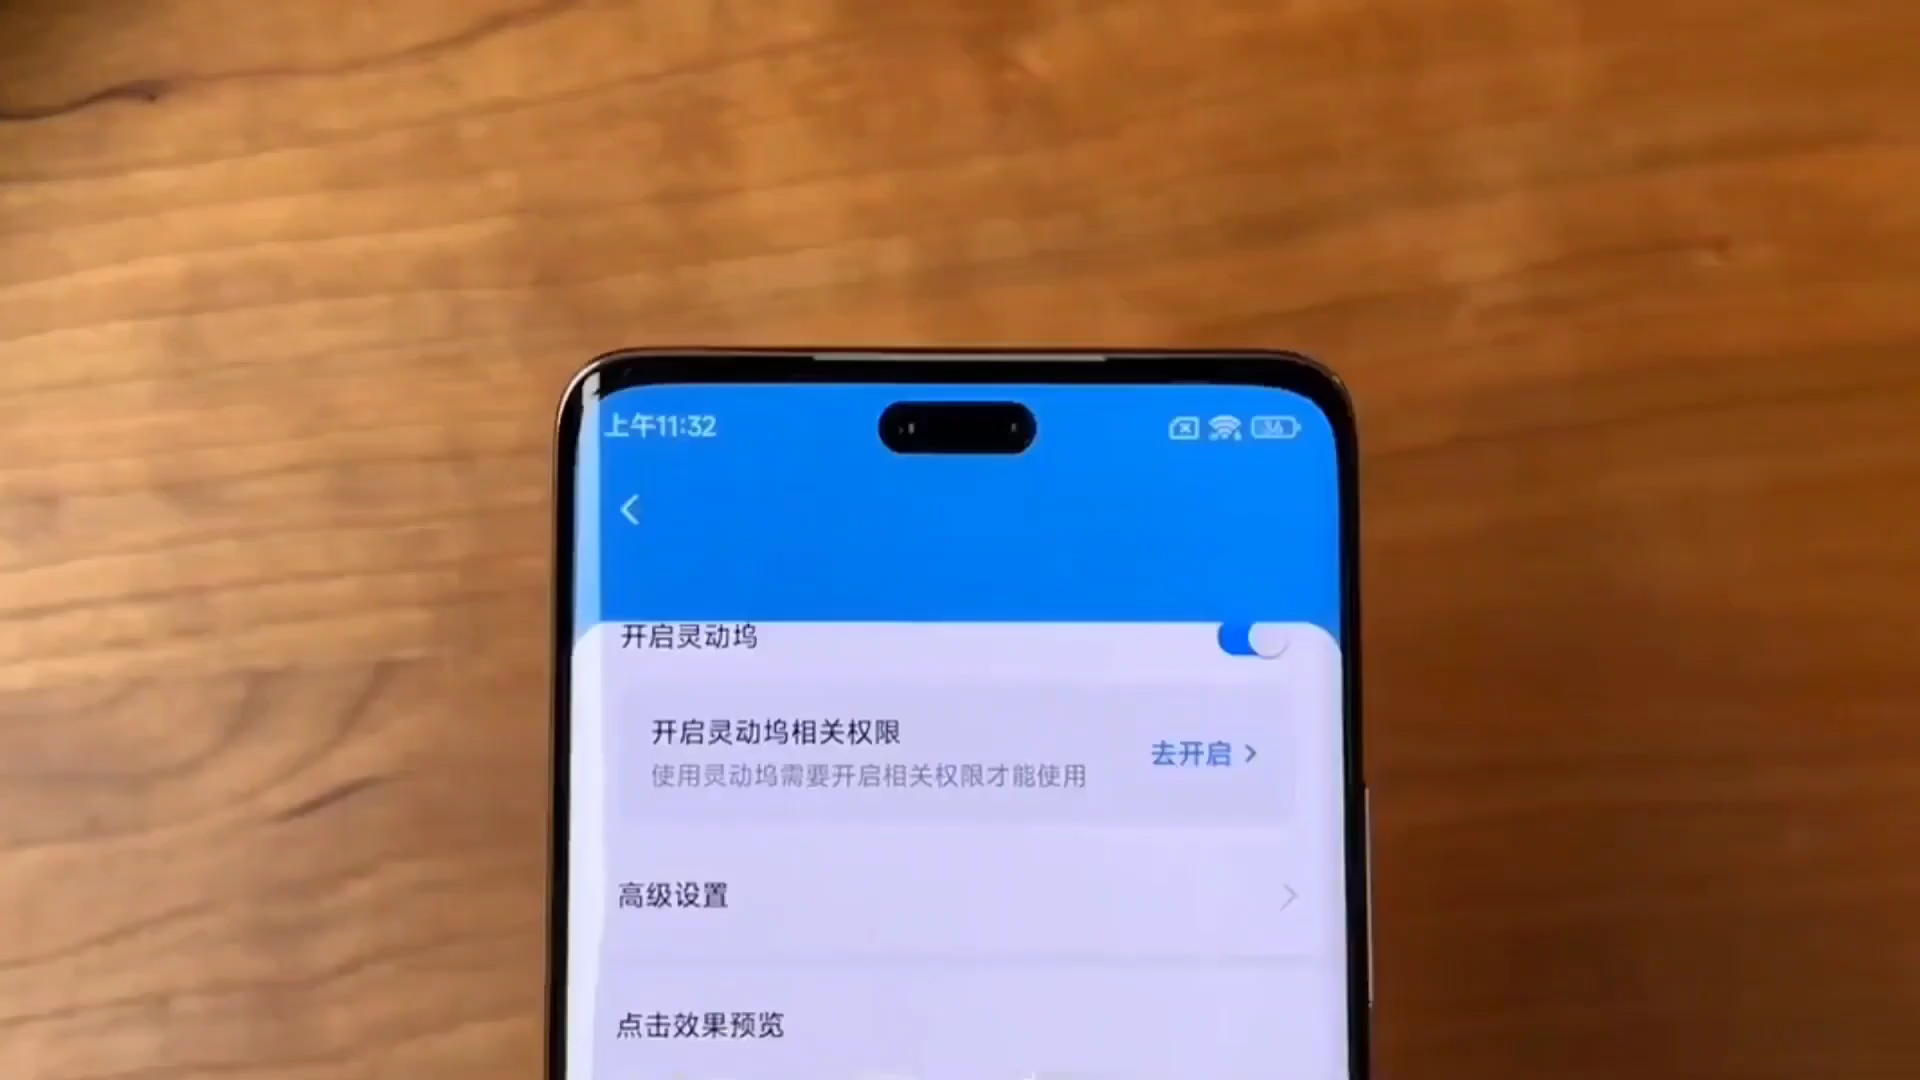 上午11:32
开启灵动坞
开启灵动坞相关权限
使用灵动坞需要开启相关权限才能使用
去开启
高级设置
点击效果预览